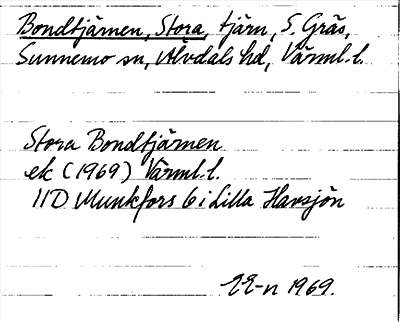 Bondtjärnen, Stora, tjärn, S. Gräs,
Sunnemo sn, Älvdals hd, Värml. l.
Stora Bondtjärnen
ek (1969) Värml. l.
11D Munkfors 6 i Lilla Havsjön
1969.